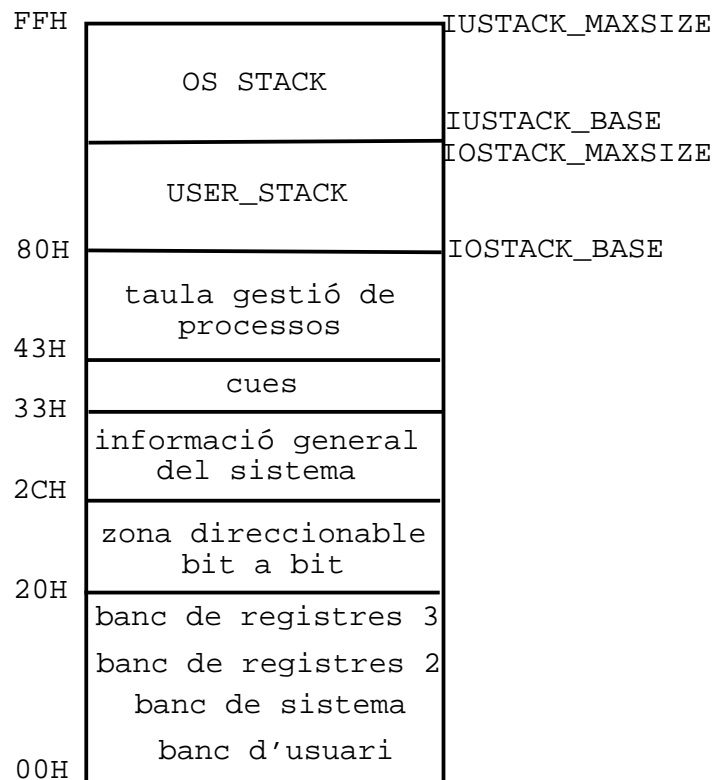 FFH
IUSTACK_MAXSIZE
OS STACK
IUSTACK_BASE
IOSTACK_MAXSIZE
USER_STACK
80H
IOSTACK_BASE
taula gestió de
processos
43H
cues
33H
informació general
del sistema
2CH
zona direccionable
bit a bit
20H
banc de registres 3
banc de registres 2
banc de sistema
banc d'usuari
00H